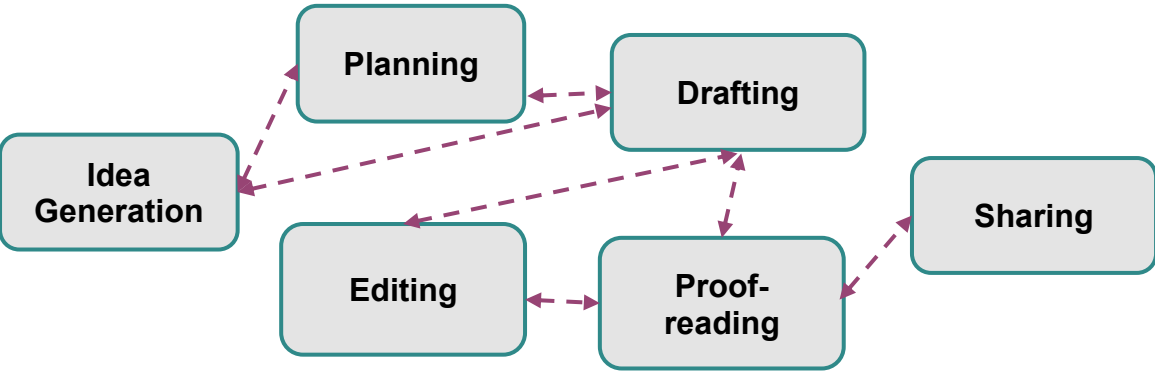 Planning
Drafting
Idea
Generation
Sharing
Editing
Proof-
reading